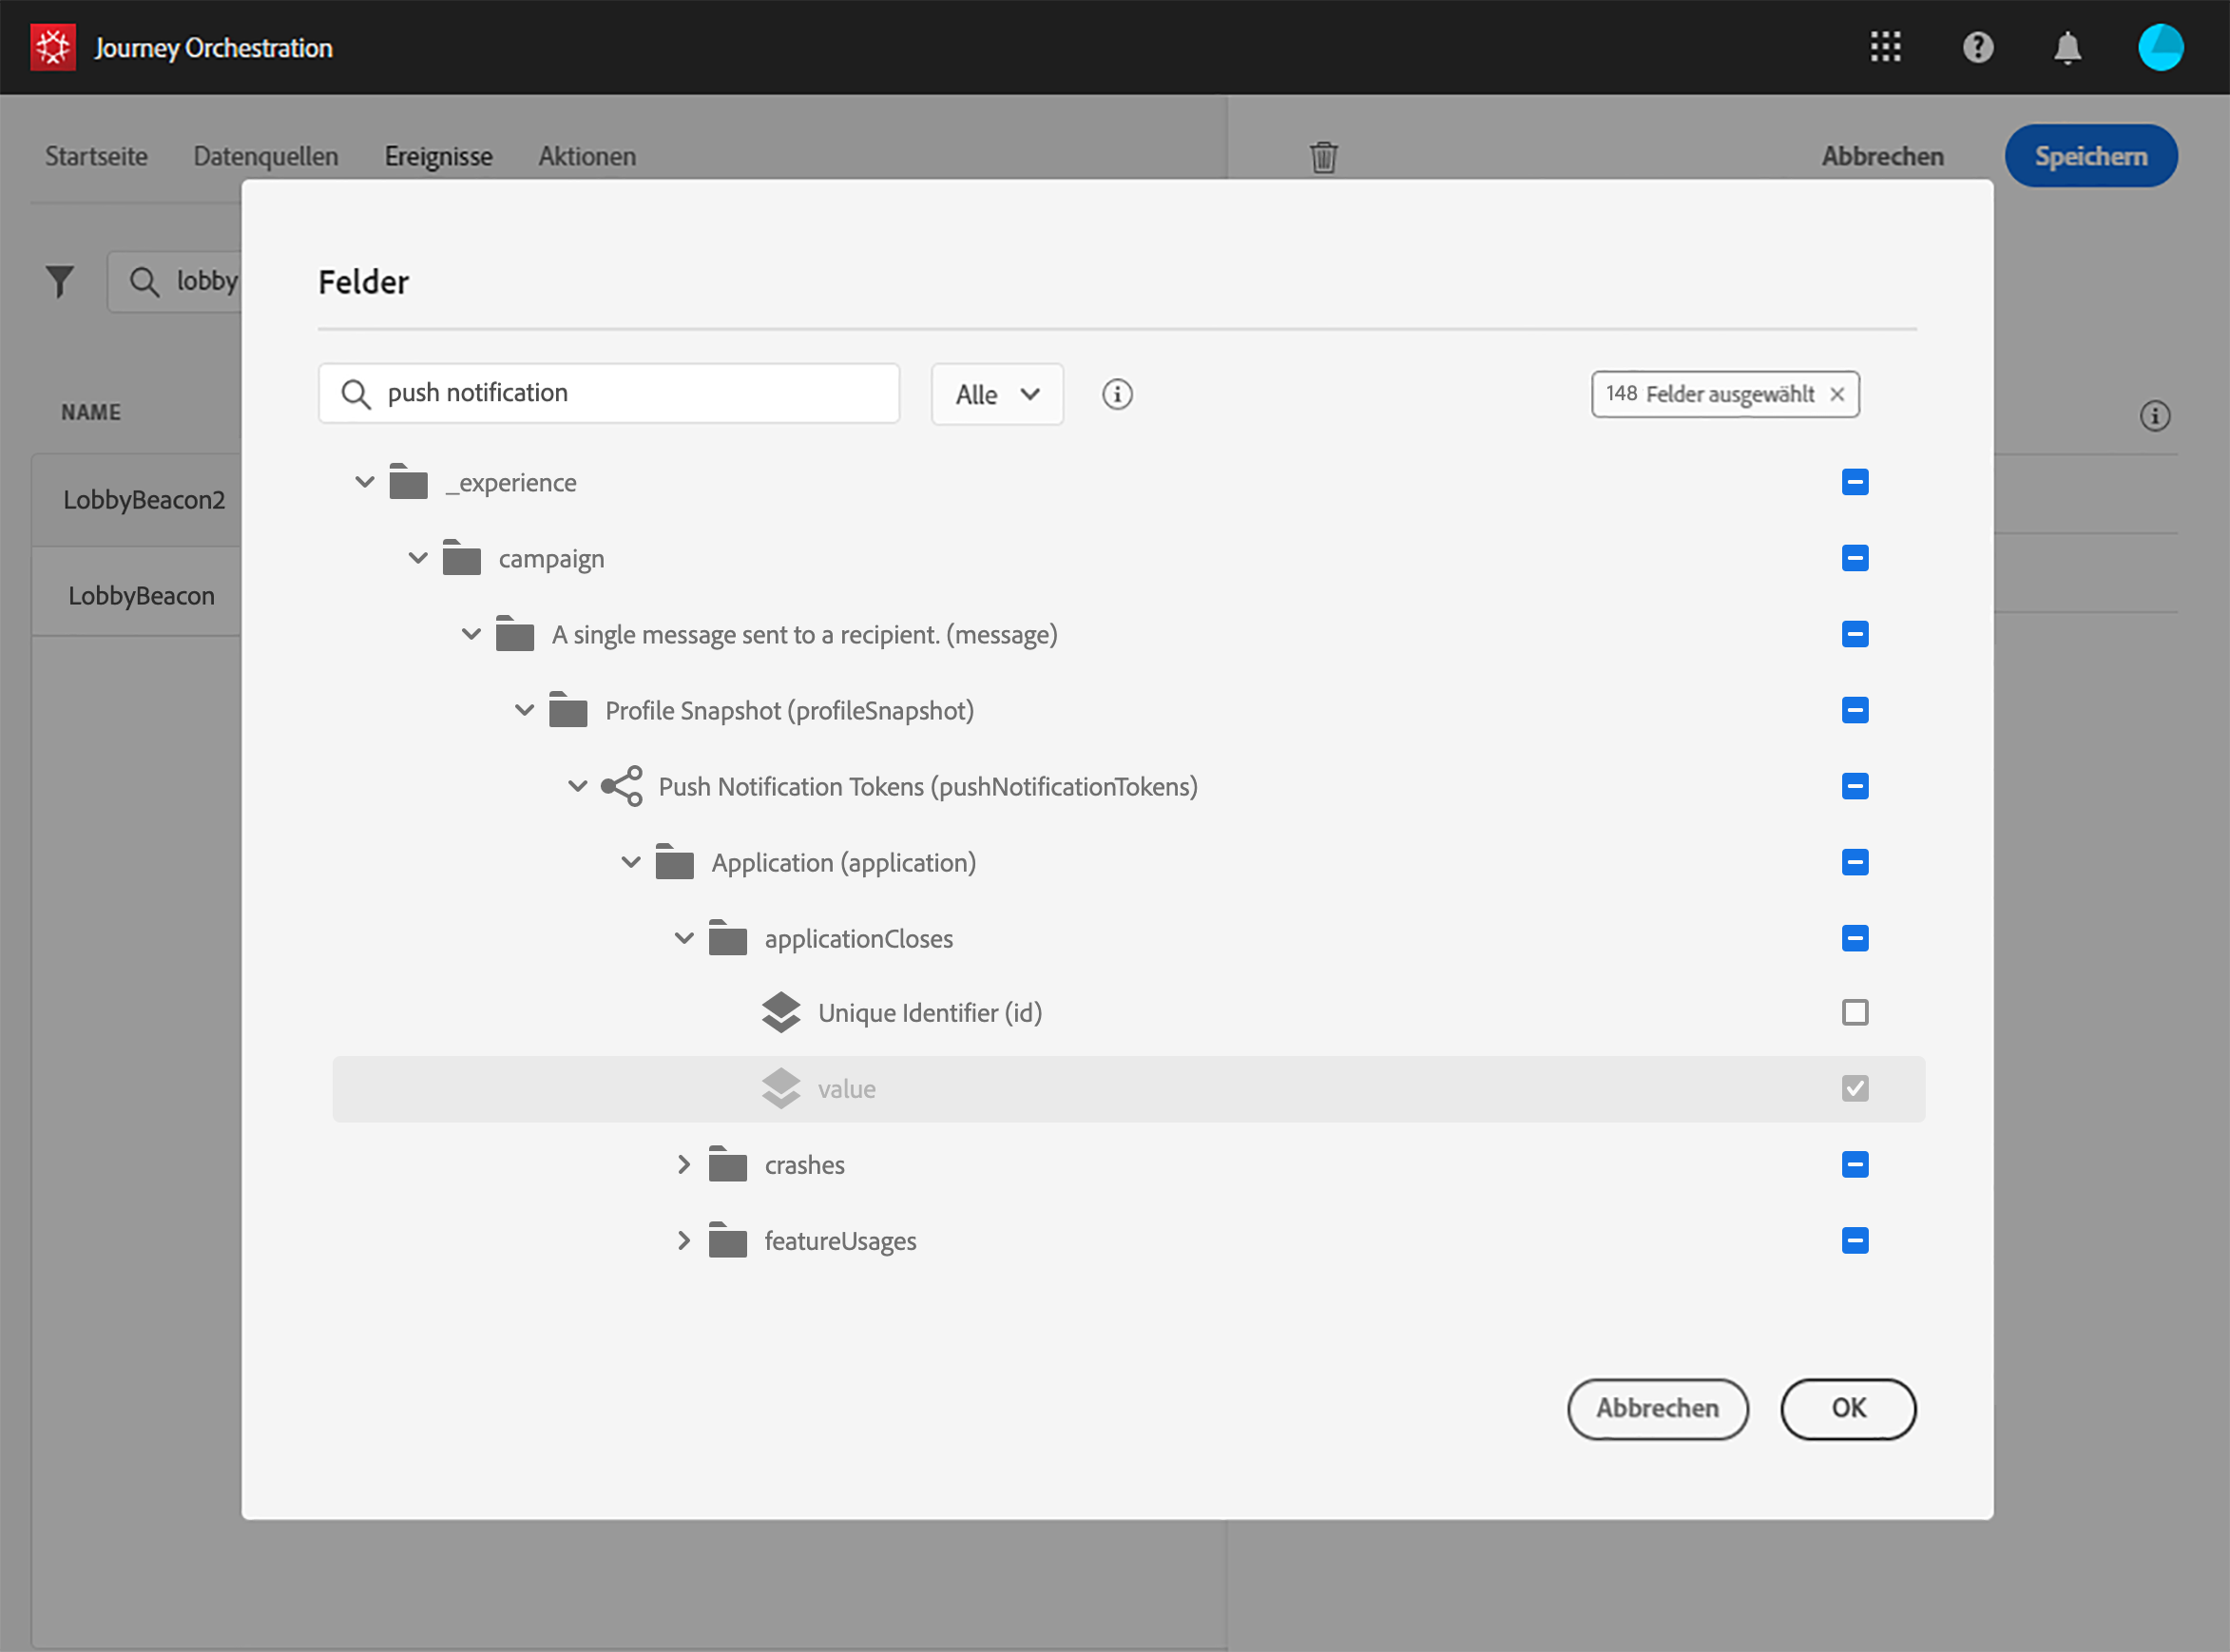 Journey Orchestration
Startseite Datenquellen Ereignisse Aktionen
Abbrechen Speichern
lobby
NAME
LobbyBeacon2
LobbyBeacon
Felder
push notification
Alle
148 Felder ausgewählt
_experience
campaign
A single message sent to a recipient. (message)
Profile Snapshot (profileSnapshot)
Push Notification Tokens (pushNotificationTokens)
Application (application)
applicationCloses
Unique Identifier (id)
value
crashes
featureUsages
Abbrechen OK